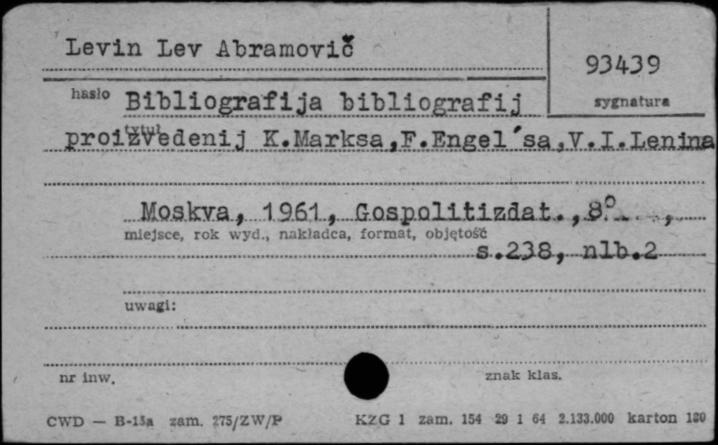 Levin Lev Abramovič
93439
hasło
sygnatura
Bibliografija bibliografij
tytuł
proizvedenij K.Marksa,F.Engel´sa,V.I.Lenina
Moskva, 1961, Gospolitizdat.,8°. ,
miejsce, rok wyd., nakładca, format, objętość
s.238, nlb.2
uwagi:
nr inw.
znak klas.
CWD — B-15a zam. 275/ZW/P KZG 1 zam. 154 29 1 64 2.133.000 karton 120